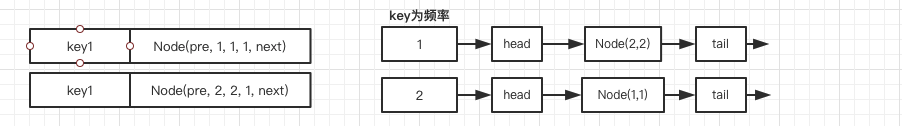 key为频率
key1 Node(pre, 1, 1, 1, next)
key1 Node(pre, 2, 2, 1, next)
1 head Node(2,2) tail
2 head Node(1,1) tail